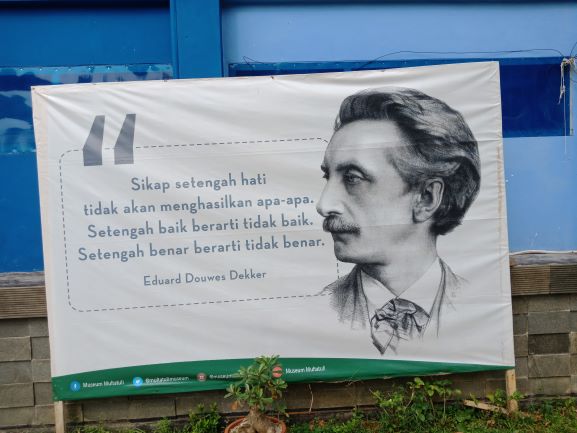 Sikap setengah hati
tidak akan menghasilkan apa-apa.
Setengah baik berarti tidak baik.
Setengah benar berarti tidak benar.
Eduard Douwes Dekker
Museum Multatuli @multatulimuseum Museum Multatuli